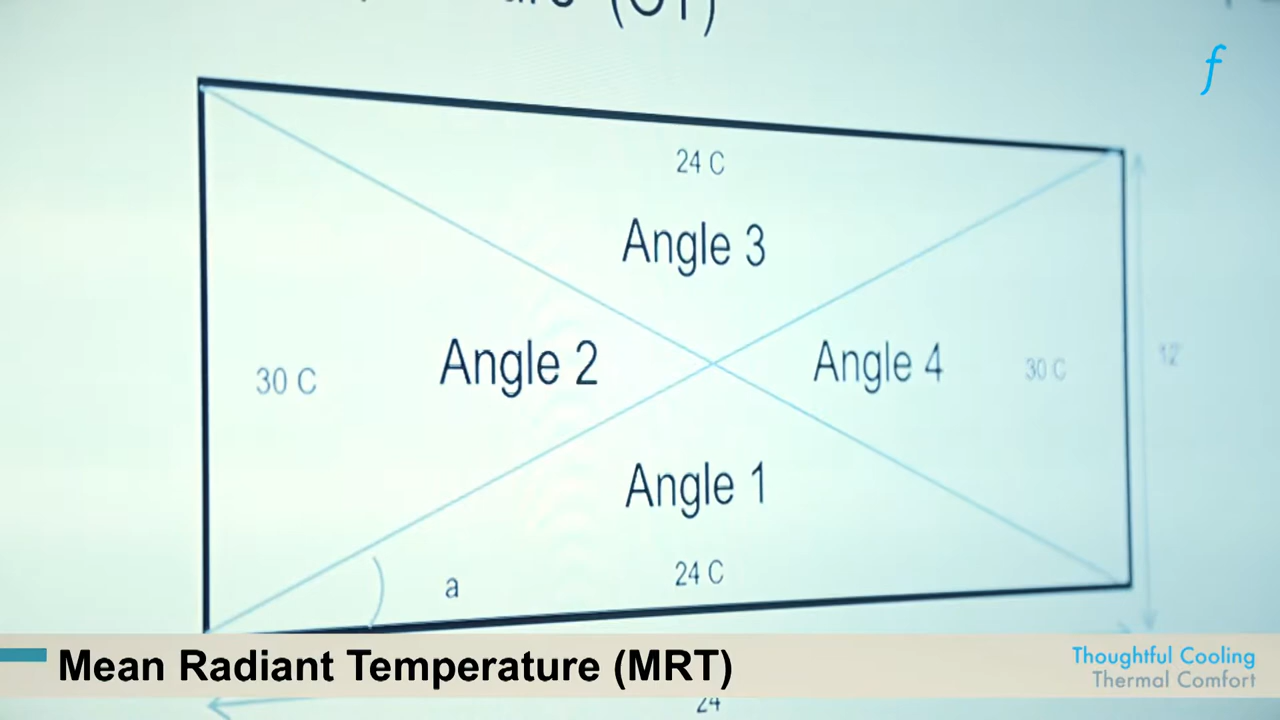 (OT)
f
24 C
Angle 3
Angle 2
Angle 4
30 C
30 C
12'
Angle 1
a
24 C
Mean Radiant Temperature (MRT)
Thoughtful Cooling
Thermal Comfort
24